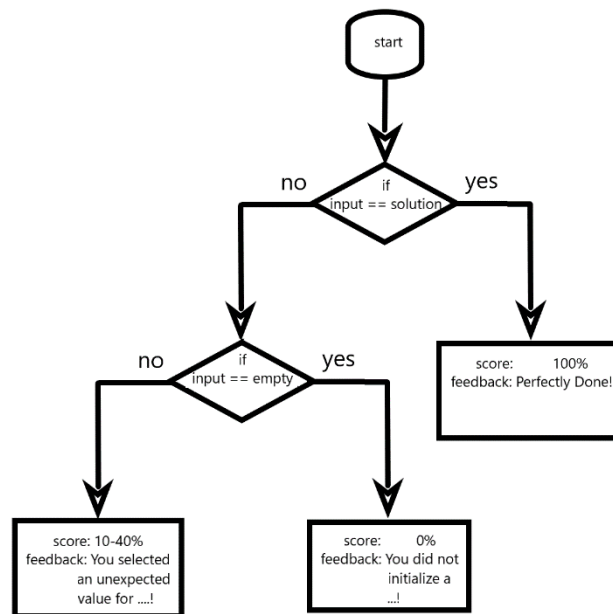 start
no
if
yes
input == solution
no
if
yes
input == empty
score: 100%
feedback: Perfectly Done!
score: 10-40%
feedback: You selected
an unexpected
value for ....!
score: 0%
feedback: You did not
initialize a
...!